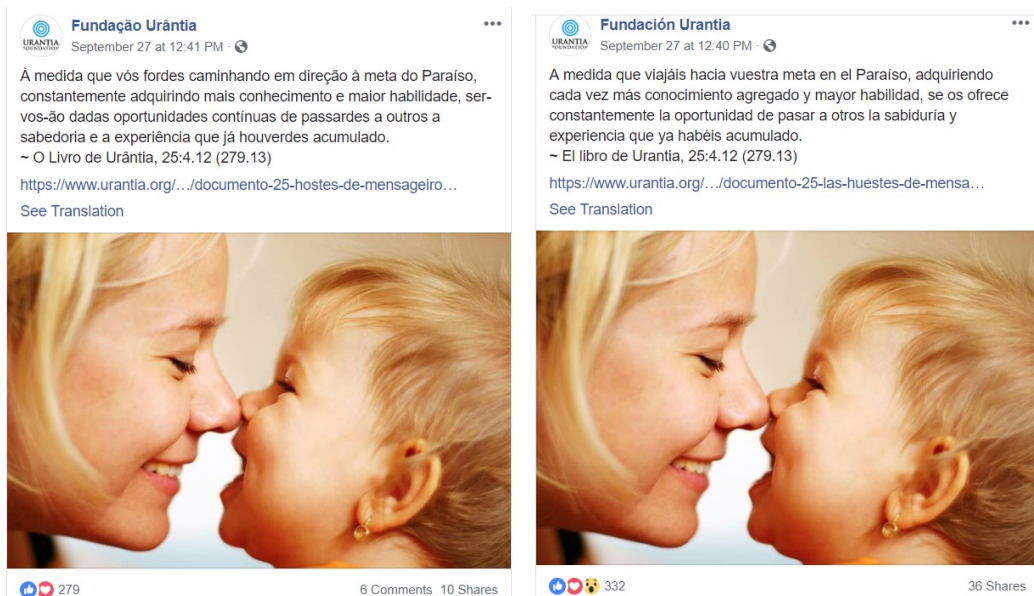 URANTIA
FOUNDATION
Fundação Urântia
September 27 at 12:41 PM ·
À medida que vós fordes caminhando em direção à meta do Paraíso,
constantemente adquirindo mais conhecimento e maior habilidade, ser-
vos-ão dadas oportunidades contínuas de passardes a outros a
sabedoria e a experiência que já houverdes acumulado.
~ O Livro de Urântia, 25:4.12 (279.13)
https://www.urantia.org/…/documento-25-hostes-de-mensageiro…
See Translation
279
6 Comments 10 Shares
URANTIA
FOUNDATION
Fundación Urantia
September 27 at 12:40 PM ·
A medida que viajáis hacia vuestra meta en el Paraíso, adquiriendo
cada vez más conocimiento agregado y mayor habilidad, se os ofrece
constantemente la oportunidad de pasar a otros la sabiduría y
experiencia que ya habéis acumulado.
~ El libro de Urantia, 25:4.12 (279.13)
https://www.urantia.org/…/documento-25-las-huestes-de-mensa…
See Translation
332
36 Shares